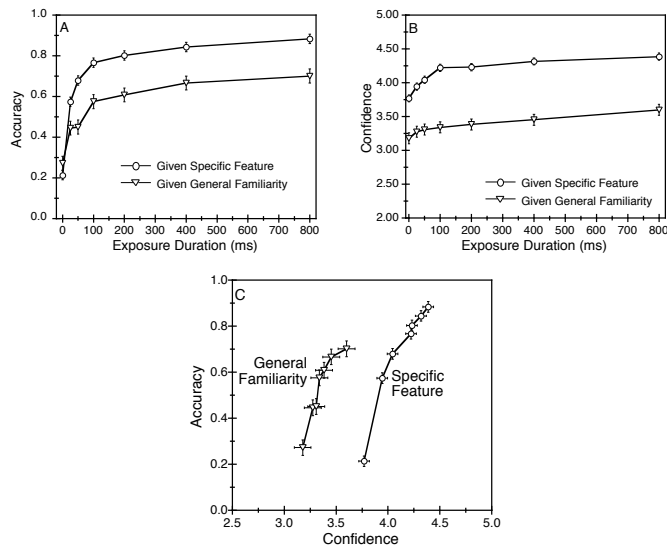 A
1.0
0.8
0.6
0.4
0.2
0.0
Accuracy
Given Specific Feature
Given General Familiarity
0 100 200 300 400 500 600 700 800
Exposure Duration (ms)
B
5.00
4.50
4.00
3.50
3.00
2.50
2.00
Confidence
Given Specific Feature
Given General Familiarity
0 100 200 300 400 500 600 700 800
Exposure Duration (ms)
C
1.0
0.8
0.6
0.4
0.2
0.0
Accuracy
General
Familiarity
Specific
Feature
2.5 3.0 3.5 4.0 4.5 5.0
Confidence